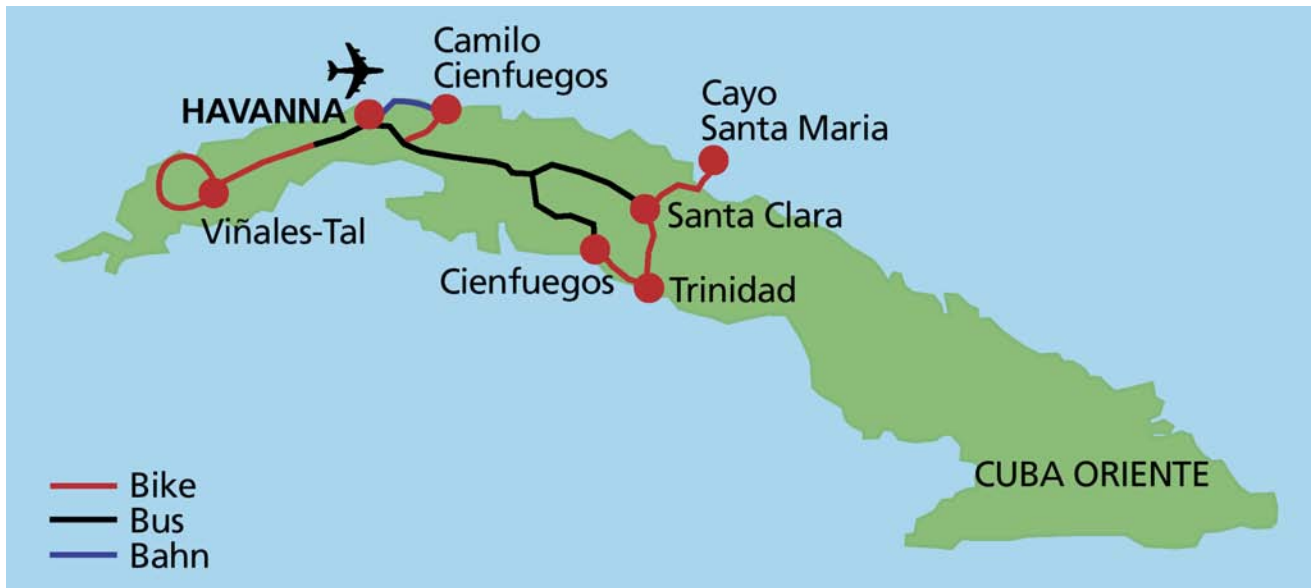 Camilo
Cienfuegos
HAVANNA
Cayo
Santa Maria
Viñales-Tal
Santa Clara
Cienfuegos
Trinidad
CUBA ORIENTE
Bike
Bus
Bahn